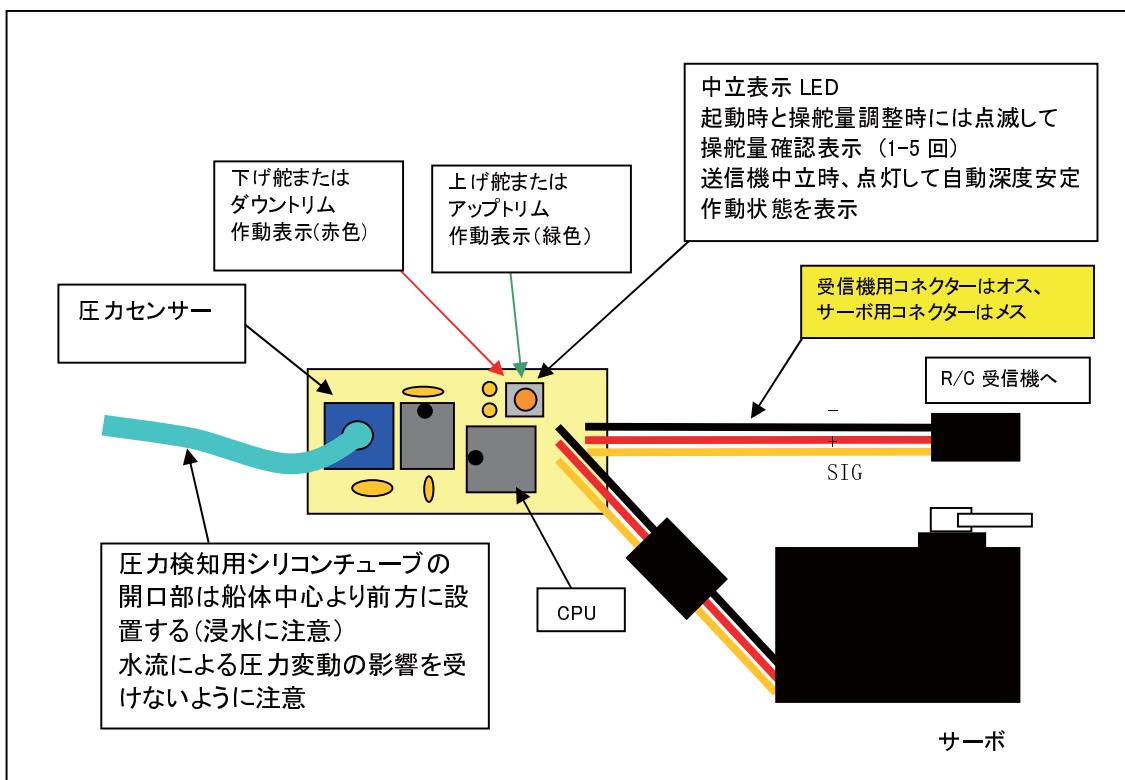 中立表示 LED
起動時と操舵量調整時には点滅して
操舵量確認表示 (1-5 回)
送信機中立時、点灯して自動深度安定
作動状態を表示
下げ舵または
ダウントリム
作動表示(赤色)
上げ舵または
アップトリム
作動表示(緑色)
圧力センサー
受信機用コネクターはオス、
サーボ用コネクターはメス
R/C 受信機へ
-
+
SIG
圧力検知用シリコンチューブの
開口部は船体中心より前方に設
置する(浸水に注意)
水流による圧力変動の影響を受
けないように注意
CPU
サーボ